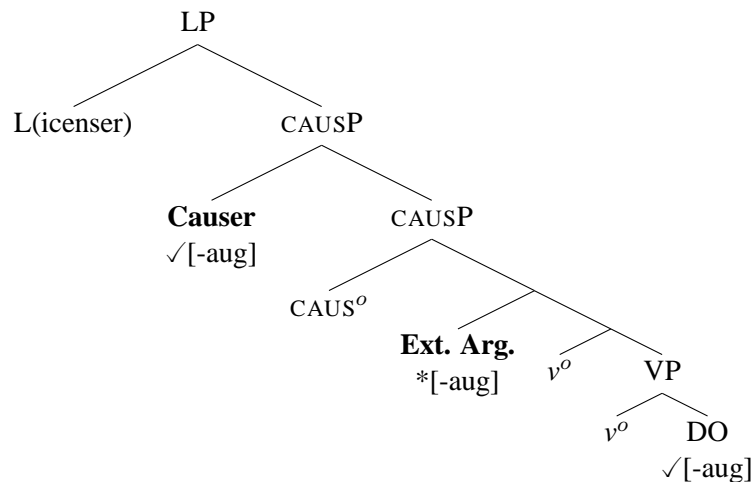 LP
L(icenser) CAUSP
Causer CAUSP
✓[-aug]
CAUSᵒ
Ext. Arg. vᵒ VP
*[-aug]
vᵒ DO
✓[-aug]